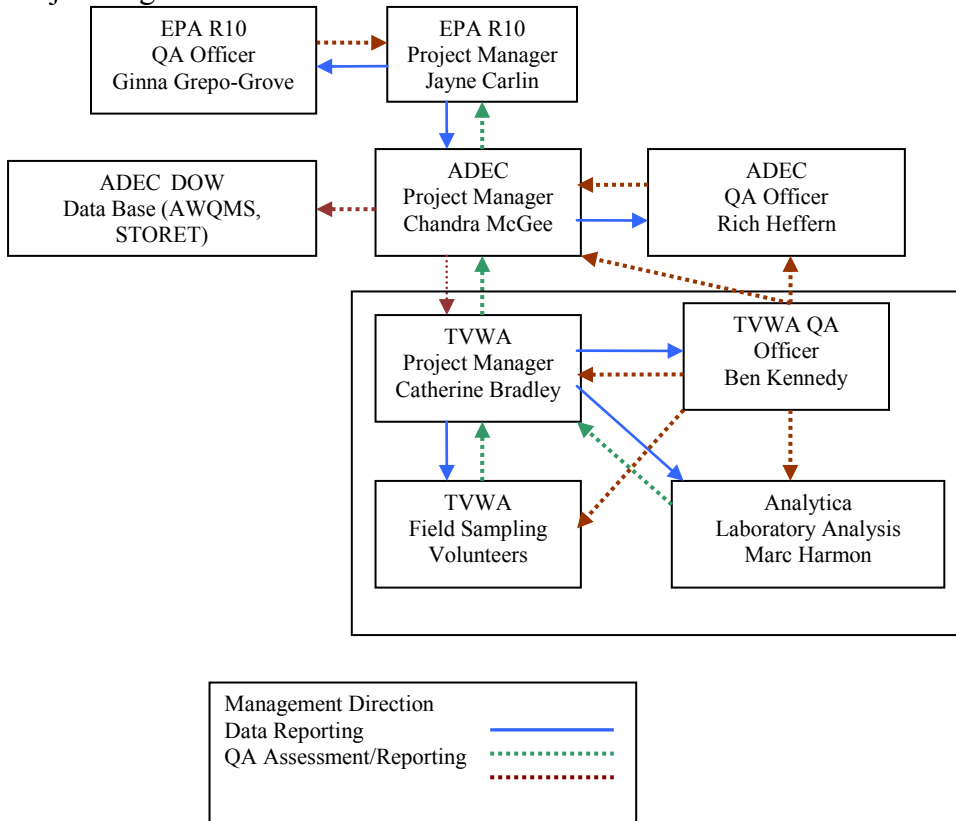 EPA R10
QA Officer
Ginna Grepo-Grove
EPA R10
Project Manager
Jayne Carlin
ADEC DOW
Data Base (AWQMS,
STORET)
ADEC
Project Manager
Chandra McGee
ADEC
QA Officer
Rich Heffern
TVWA
Project Manager
Catherine Bradley
TVWA QA
Officer
Ben Kennedy
TVWA
Field Sampling
Volunteers
Analytica
Laboratory Analysis
Marc Harmon
Management Direction
Data Reporting
QA Assessment/Reporting